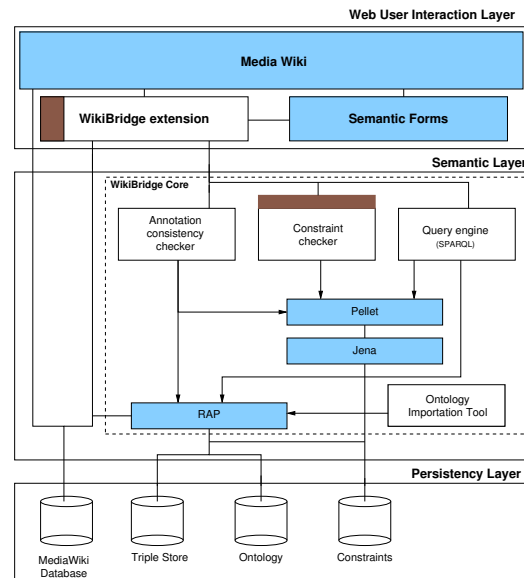 Web User Interaction Layer
Media Wiki
WikiBridge extension
Semantic Forms
Semantic Layer
WikiBridge Core
Annotation
consistency
checker
Constraint
checker
Query engine
(SPARQL)
Pellet
Jena
RAP
Ontology
Importation Tool
Persistency Layer
MediaWiki
Database
Triple Store
Ontology
Constraints